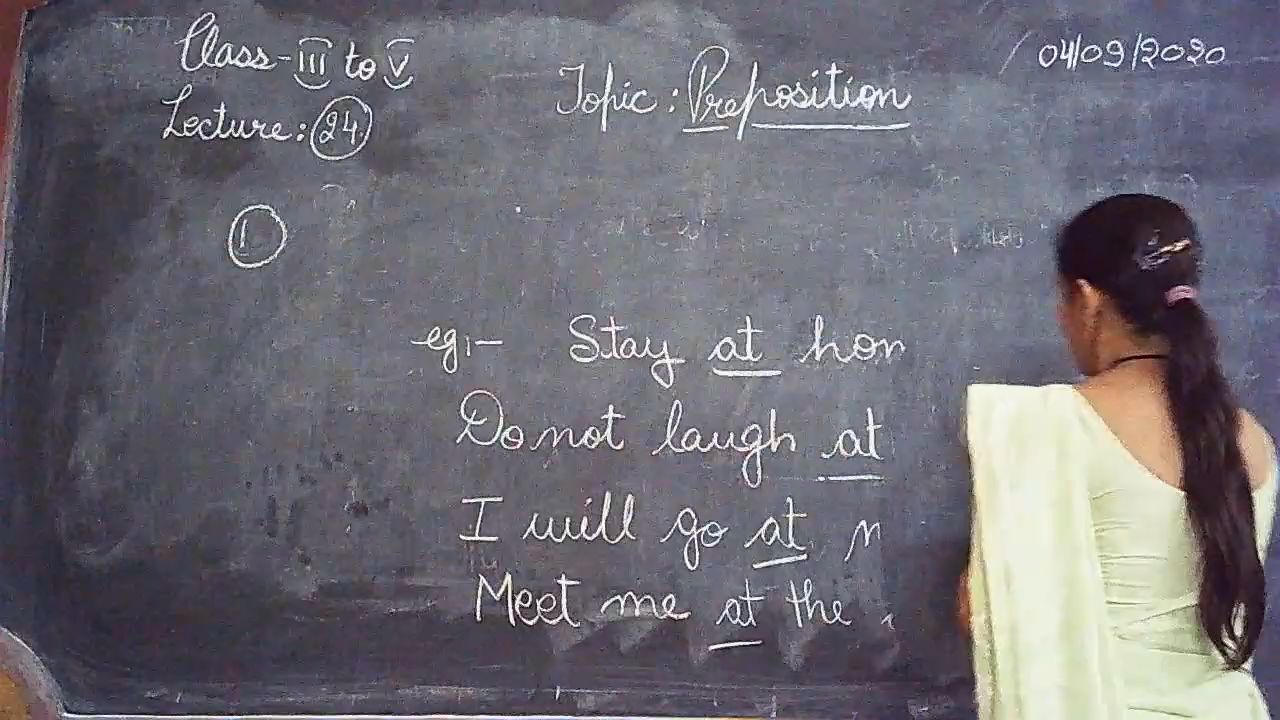 Class-III to V
Lecture: 24
Topic: Preposition
04/09/2020
1
eg:- Stay at hom
Do not laugh at
I will go at
Meet me at the